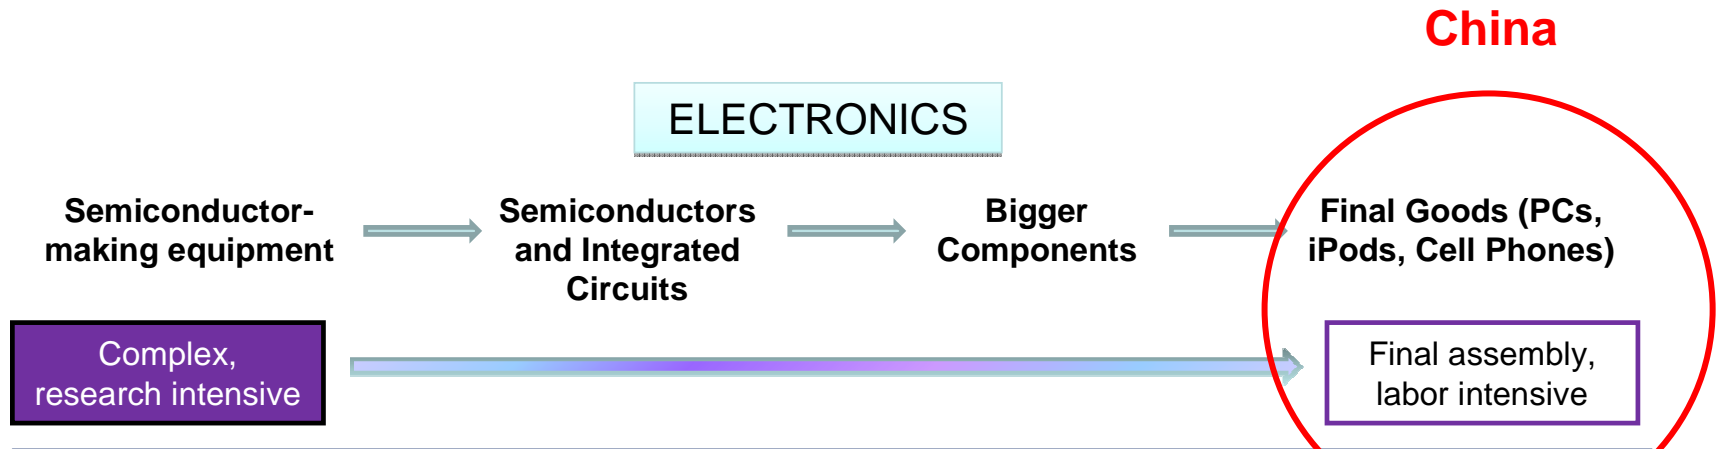 China
ELECTRONICS
Semiconductor-
making equipment
Semiconductors
and Integrated
Circuits
Bigger
Components
Final Goods (PCs,
iPods, Cell Phones)
Complex,
research intensive
Final assembly,
labor intensive